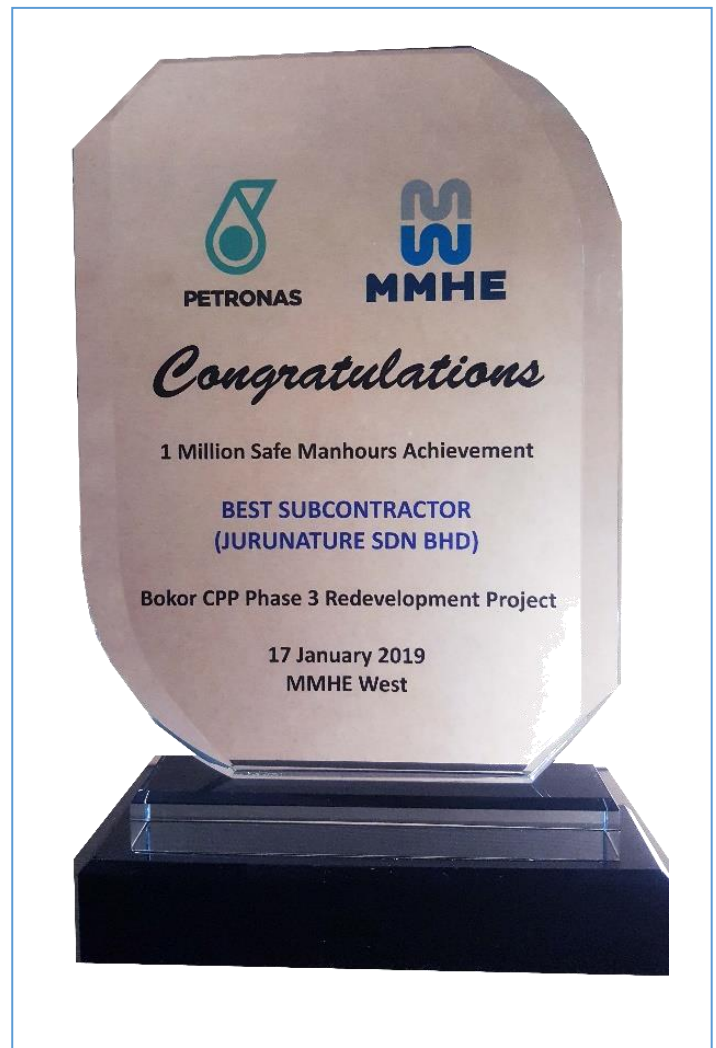 PETRONAS
MMHE
Congratulations
1 Million Safe Manhours Achievement
BEST SUBCONTRACTOR
(JURUNATURE SDN BHD)
Bokor CPP Phase 3 Redevelopment Project
17 January 2019
MMHE West